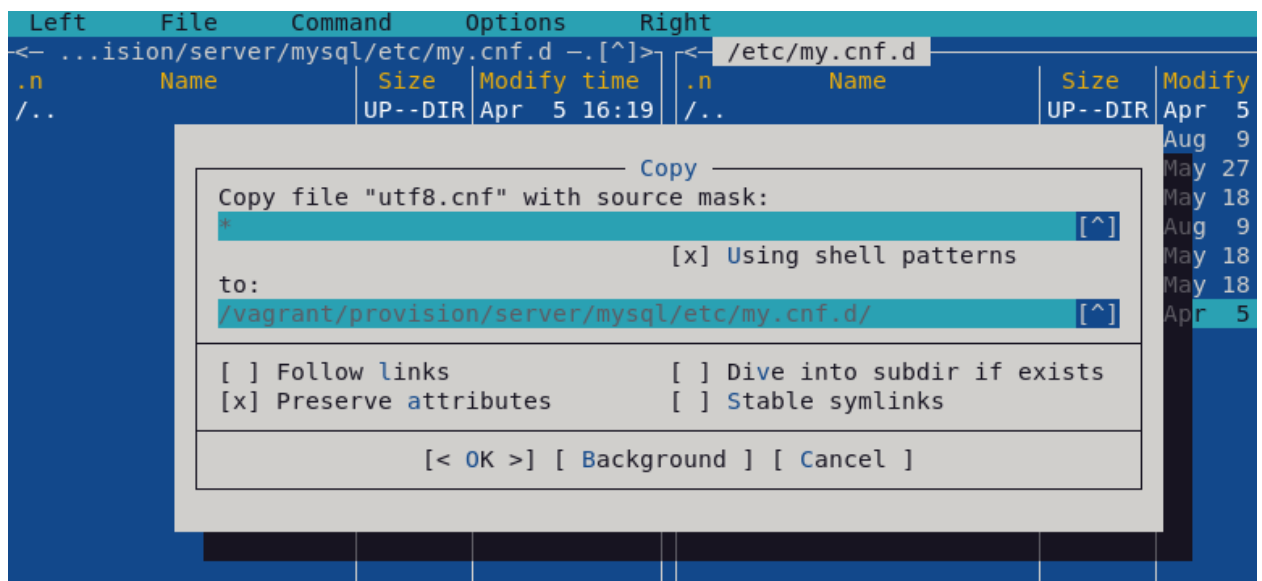 Left File Command Options Right
<— ...ision/server/mysql/etc/my.cnf.d —.[^]> <— /etc/my.cnf.d
.n Name Size Modify time .n Name Size Modify
/.. UP--DIR Apr 5 16:19 /.. UP--DIR Apr 5
Aug 9
Copy May 27
Copy file "utf8.cnf" with source mask: May 18
* [^] Aug 9
[x] Using shell patterns May 18
to: May 18
/vagrant/provision/server/mysql/etc/my.cnf.d/ [^] Apr 5
[ ] Follow links [ ] Dive into subdir if exists
[x] Preserve attributes [ ] Stable symlinks
[< OK >] [ Background ] [ Cancel ]